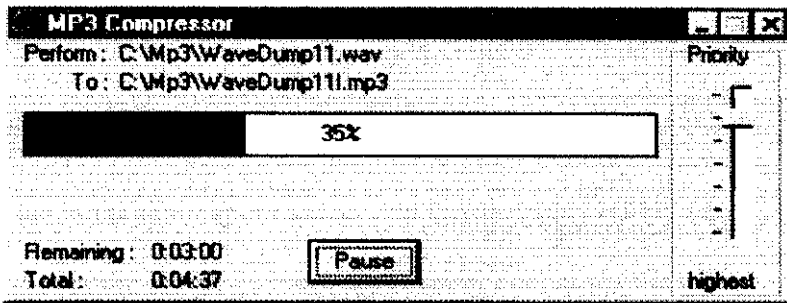 MP3 Compressor
Perform: C:\Mp3\WaveDump11.wav
To: C:\Mp3\WaveDump11l.mp3
Priority
35%
Remaining: 0:03:00
Total: 0:04:37
Pause
highest